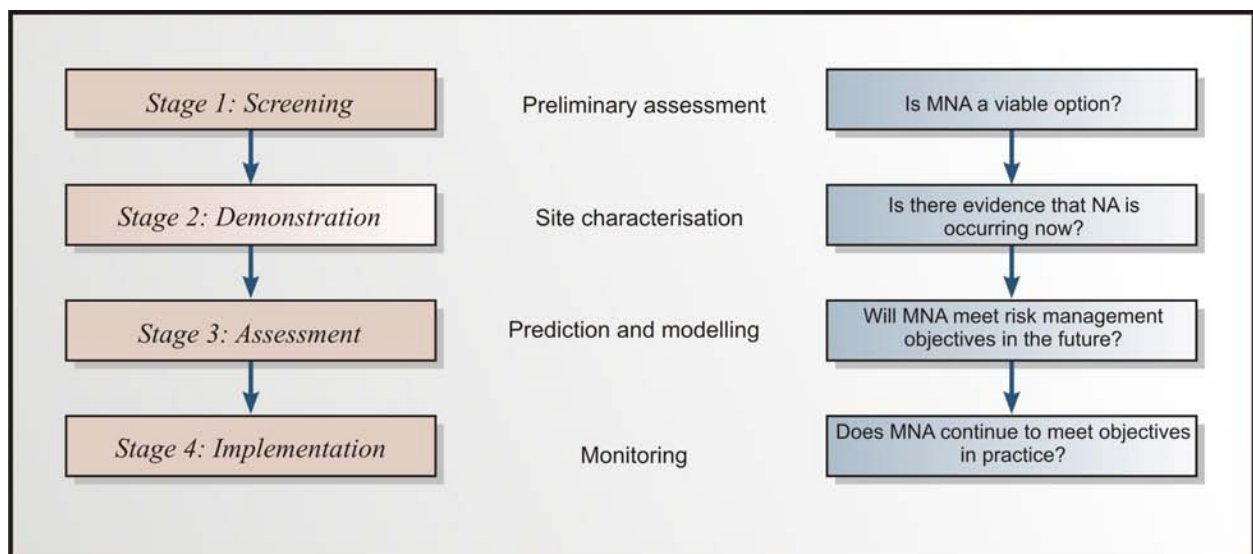 Stage 1: Screening
Preliminary assessment
Is MNA a viable option?
Stage 2: Demonstration
Site characterisation
Is there evidence that NA is
occurring now?
Stage 3: Assessment
Prediction and modelling
Will MNA meet risk management
objectives in the future?
Stage 4: Implementation
Monitoring
Does MNA continue to meet objectives
in practice?